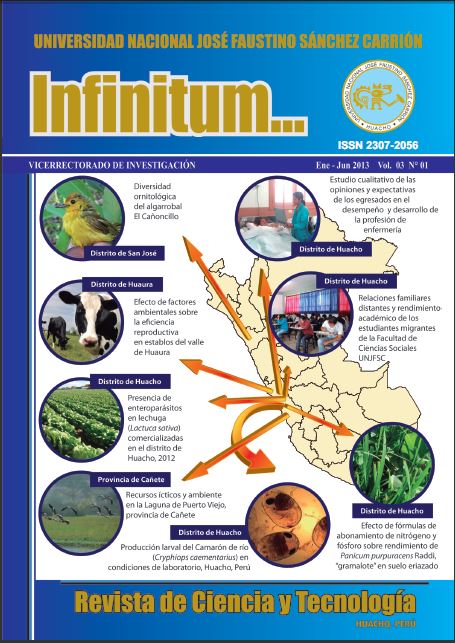 UNIVERSIDAD NACIONAL JOSÉ FAUSTINO SÁNCHEZ CARRIÓN
Infinitum...
UNIVERSIDAD NACIONAL JOSE FAUSTINO SANCHEZ CARRION
HUACHO
ISSN 2307-2056
VICERRECTORADO DE INVESTIGACIÓN
Ene - Jun 2013 Vol. 03 N° 01
Diversidad
ornitológica
del algarrobal
El Cañoncillo
Distrito de San José
Estudio cualitativo de las
opiniones y expectativas
de los egresados en el
desempeño y desarrollo de
la profesión de
enfermería
Distrito de Huacho
Distrito de Huaura
Efecto de factores
ambientales sobre
la eficiencia
reproductiva
en establos del valle
de Huaura
Distrito de Huacho
Relaciones familiares
distantes y rendimiento
académico de los
estudiantes migrantes
de la Facultad de
Ciencias Sociales
UNJFSC
Distrito de Huacho
Presencia de
enteroparásitos
en lechuga
(Lactuca sativa)
comercializadas
en el distrito de
Huacho, 2012
Provincia de Cañete
Recursos ícticos y ambiente
en la Laguna de Puerto Viejo,
provincia de Cañete
Distrito de Huacho
Producción larval del Camarón de río
(Cryphiops caementarius) en
condiciones de laboratorio, Huacho, Perú
Distrito de Huacho
Efecto de fórmulas de
abonamiento de nitrógeno y
fósforo sobre rendimiento de
Panicum purpuracens Raddi,
"gramalote" en suelo eriazado
Revista de Ciencia y Tecnología
HUACHO, PERÚ